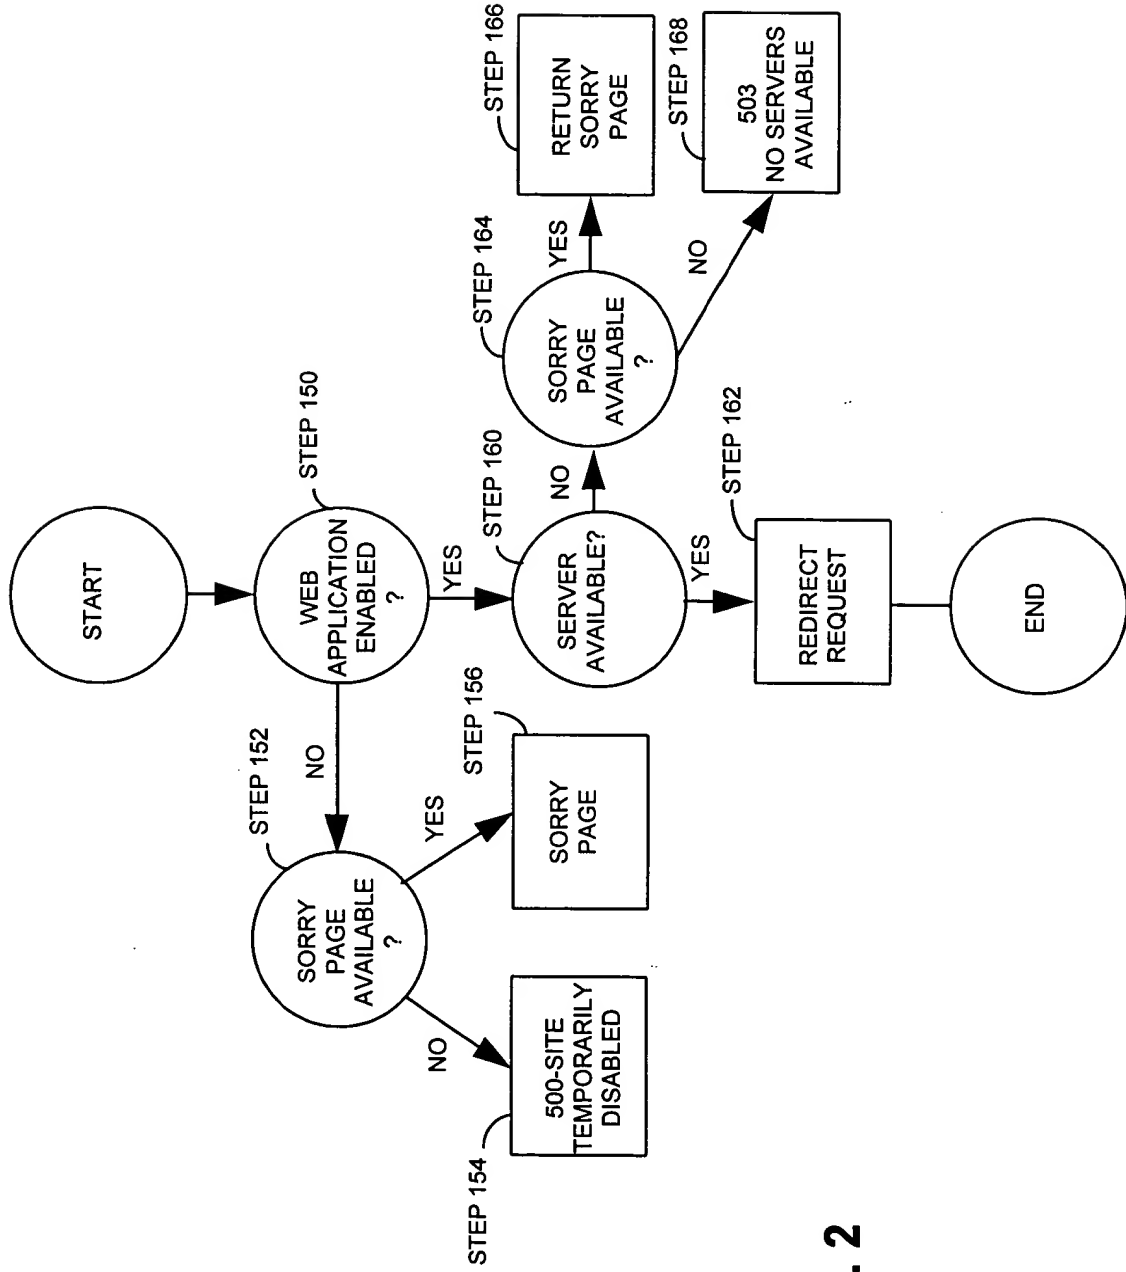 START
STEP 150
WEB
APPLICATION
ENABLED
?
NO
YES
STEP 152
SORRY
PAGE
AVAILABLE
?
NO
YES
STEP 154
500-SITE
TEMPORARILY
DISABLED
STEP 156
SORRY
PAGE
STEP 160
SERVER
AVAILABLE?
NO
YES
STEP 164
SORRY
PAGE
AVAILABLE
?
YES
NO
STEP 166
RETURN
SORRY
PAGE
STEP 168
503
NO SERVERS
AVAILABLE
STEP 162
REDIRECT
REQUEST
END
. 2